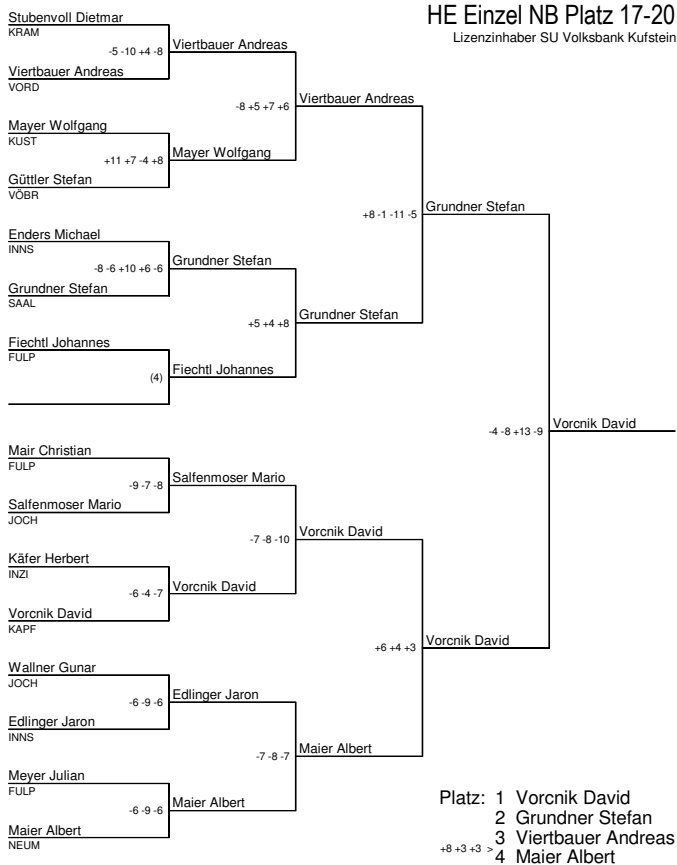 HE Einzel NB Platz 17-20
Lizenzinhaber SU Volksbank Kufstein
Stubenvoll Dietmar
KRAM
-5 -10 +4 -8
Viertbauer Andreas
Viertbauer Andreas
VORD
-8 +5 +7 +6
Viertbauer Andreas
Mayer Wolfgang
KUST
+11 +7 -4 +8
Mayer Wolfgang
Güttler Stefan
VÖBR
+8 -1 -11 -5
Grundner Stefan
Enders Michael
INNS
-8 -6 +10 +6 -6
Grundner Stefan
Grundner Stefan
SAAL
+5 +4 +8
Grundner Stefan
Fiechtl Johannes
FULP
(4)
Fiechtl Johannes
-4 -8 +13 -9
Vorcnik David
Mair Christian
FULP
-9 -7 -8
Salfenmoser Mario
Salfenmoser Mario
JOCH
-7 -8 -10
Vorcnik David
Käfer Herbert
INZI
-6 -4 -7
Vorcnik David
Vorcnik David
KAPF
+6 +4 +3
Vorcnik David
Wallner Gunar
JOCH
-6 -9 -6
Edlinger Jaron
Edlinger Jaron
INNS
-7 -8 -7
Maier Albert
Meyer Julian
FULP
-6 -9 -6
Maier Albert
Maier Albert
NEUM
Platz: 1 Vorcnik David
2 Grundner Stefan
3 Viertbauer Andreas
+8 +3 +3 >
4 Maier Albert